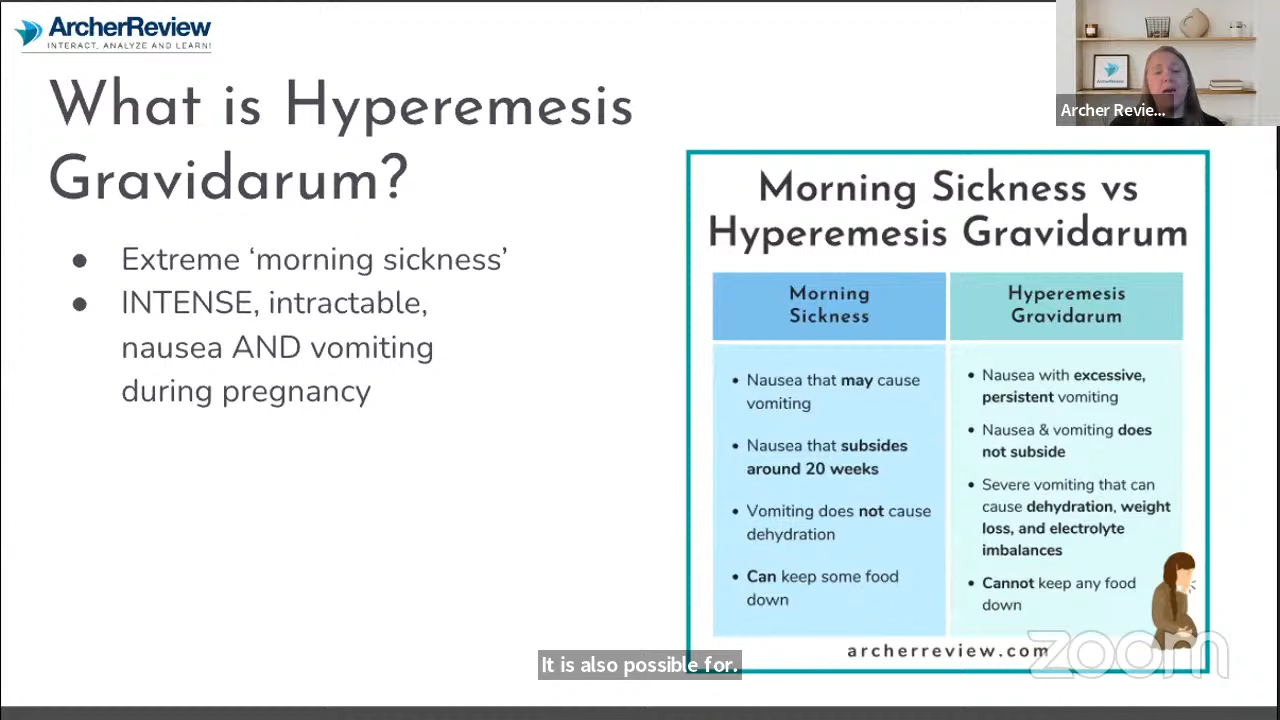 ArcherReview
INTERACT, ANALYZE AND LEARN!
What is Hyperemesis
Gravidarum?
● Extreme ‘morning sickness’
● INTENSE, intractable,
nausea AND vomiting
during pregnancy
Archer Revie...
Morning Sickness vs
Hyperemesis Gravidarum
Morning
Sickness
• Nausea that may cause
vomiting
• Nausea that subsides
around 20 weeks
• Vomiting does not cause
dehydration
• Can keep some food
down
Hyperemesis
Gravidarum
• Nausea with excessive,
persistent vomiting
• Nausea & vomiting does
not subside
• Severe vomiting that can
cause dehydration, weight
loss, and electrolyte
imbalances
• Cannot keep any food
down
archerreview.com
zoom
It is also possible for.